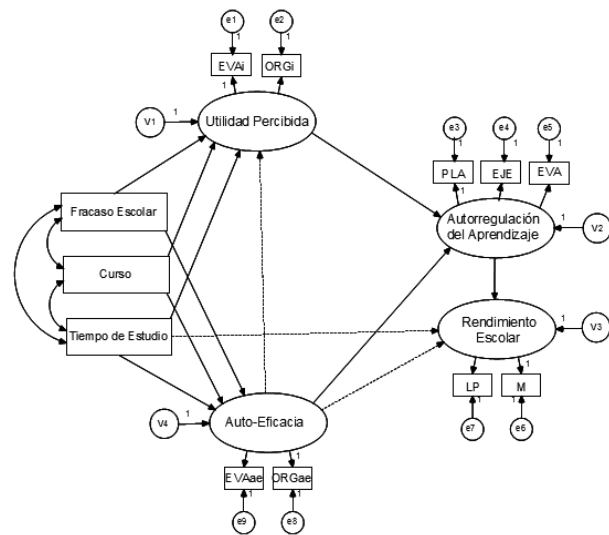 e1
e2
1
1
EVAi
ORGi
1
V1
1
Utilidad Percibida
e3
e4
e5
1
1
1
PLA
EJE
EVA
1
Autorregulación
del Aprendizaje
1
V2
Fracaso Escolar
Curso
Tiempo de Estudio
Rendimiento
Escolar
1
V3
1
LP
M
1
1
e7
e6
V4
1
Auto-Eficacia
1
EVAae
ORGae
1
1
e9
e8